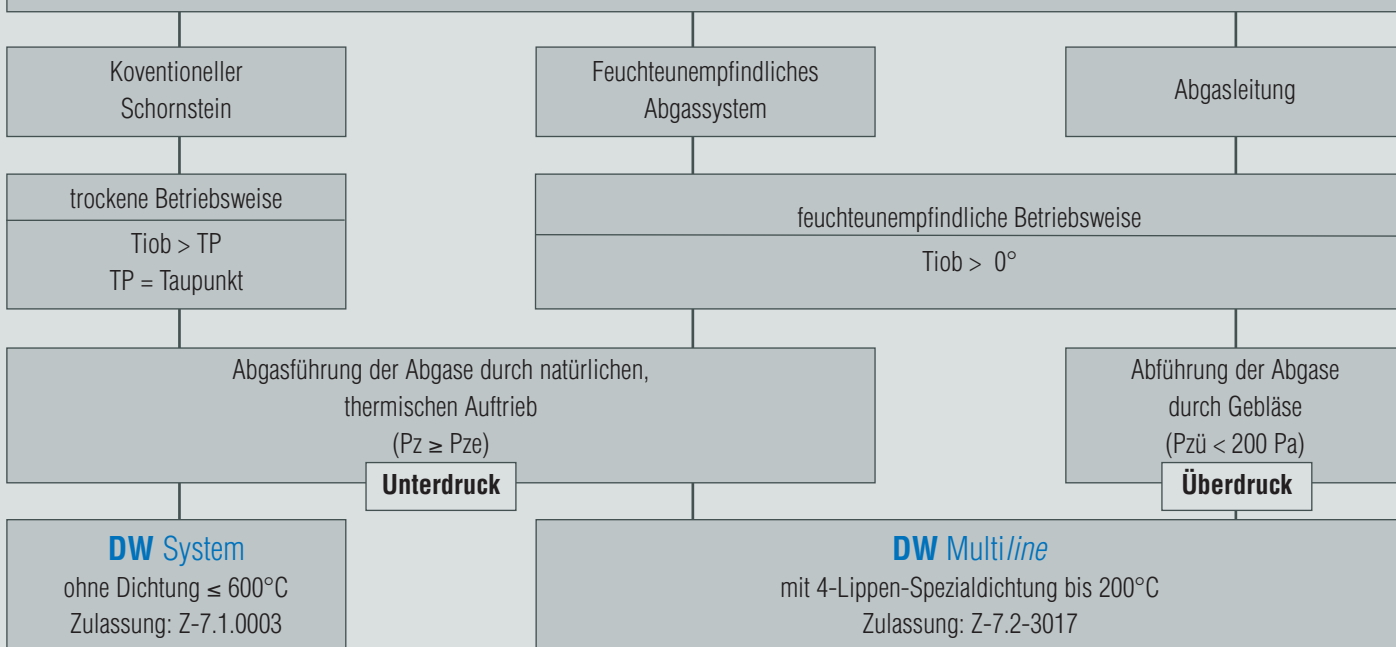 Koventioneller
Schornstein
Feuchteunempfindliches
Abgassystem
Abgasleitung
trockene Betriebsweise
Tiob > TP
TP = Taupunkt
feuchteunempfindliche Betriebsweise
Tiob > 0°
Abgasführung der Abgase durch natürlichen,
thermischen Auftrieb
(Pz ≥ Pze)
Unterdruck
Abführung der Abgase
durch Gebläse
(Pzü < 200 Pa)
Überdruck
DW System
ohne Dichtung ≤ 600°C
Zulassung: Z-7.1.0003
DW Multiline
mit 4-Lippen-Spezialdichtung bis 200°C
Zulassung: Z-7.2-3017